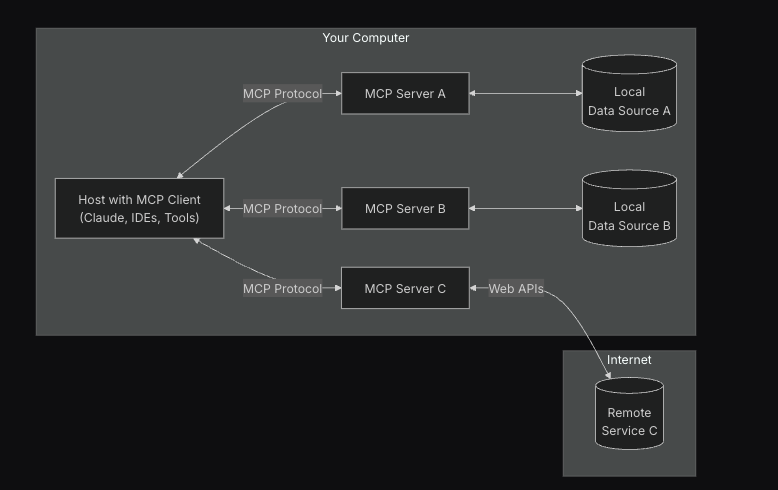 Your Computer
MCP Protocol
MCP Server A
Local
Data Source A
Host with MCP Client
(Claude, IDEs, Tools)
MCP Protocol
MCP Server B
Local
Data Source B
MCP Protocol
MCP Server C
Web APIs
Internet
Remote
Service C